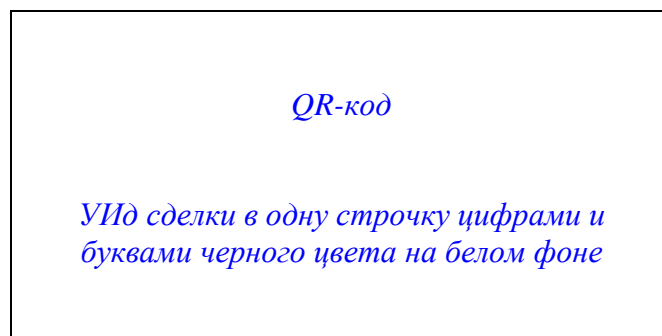 QR-код
УИд сделки в одну строчку цифрами и
буквами черного цвета на белом фоне